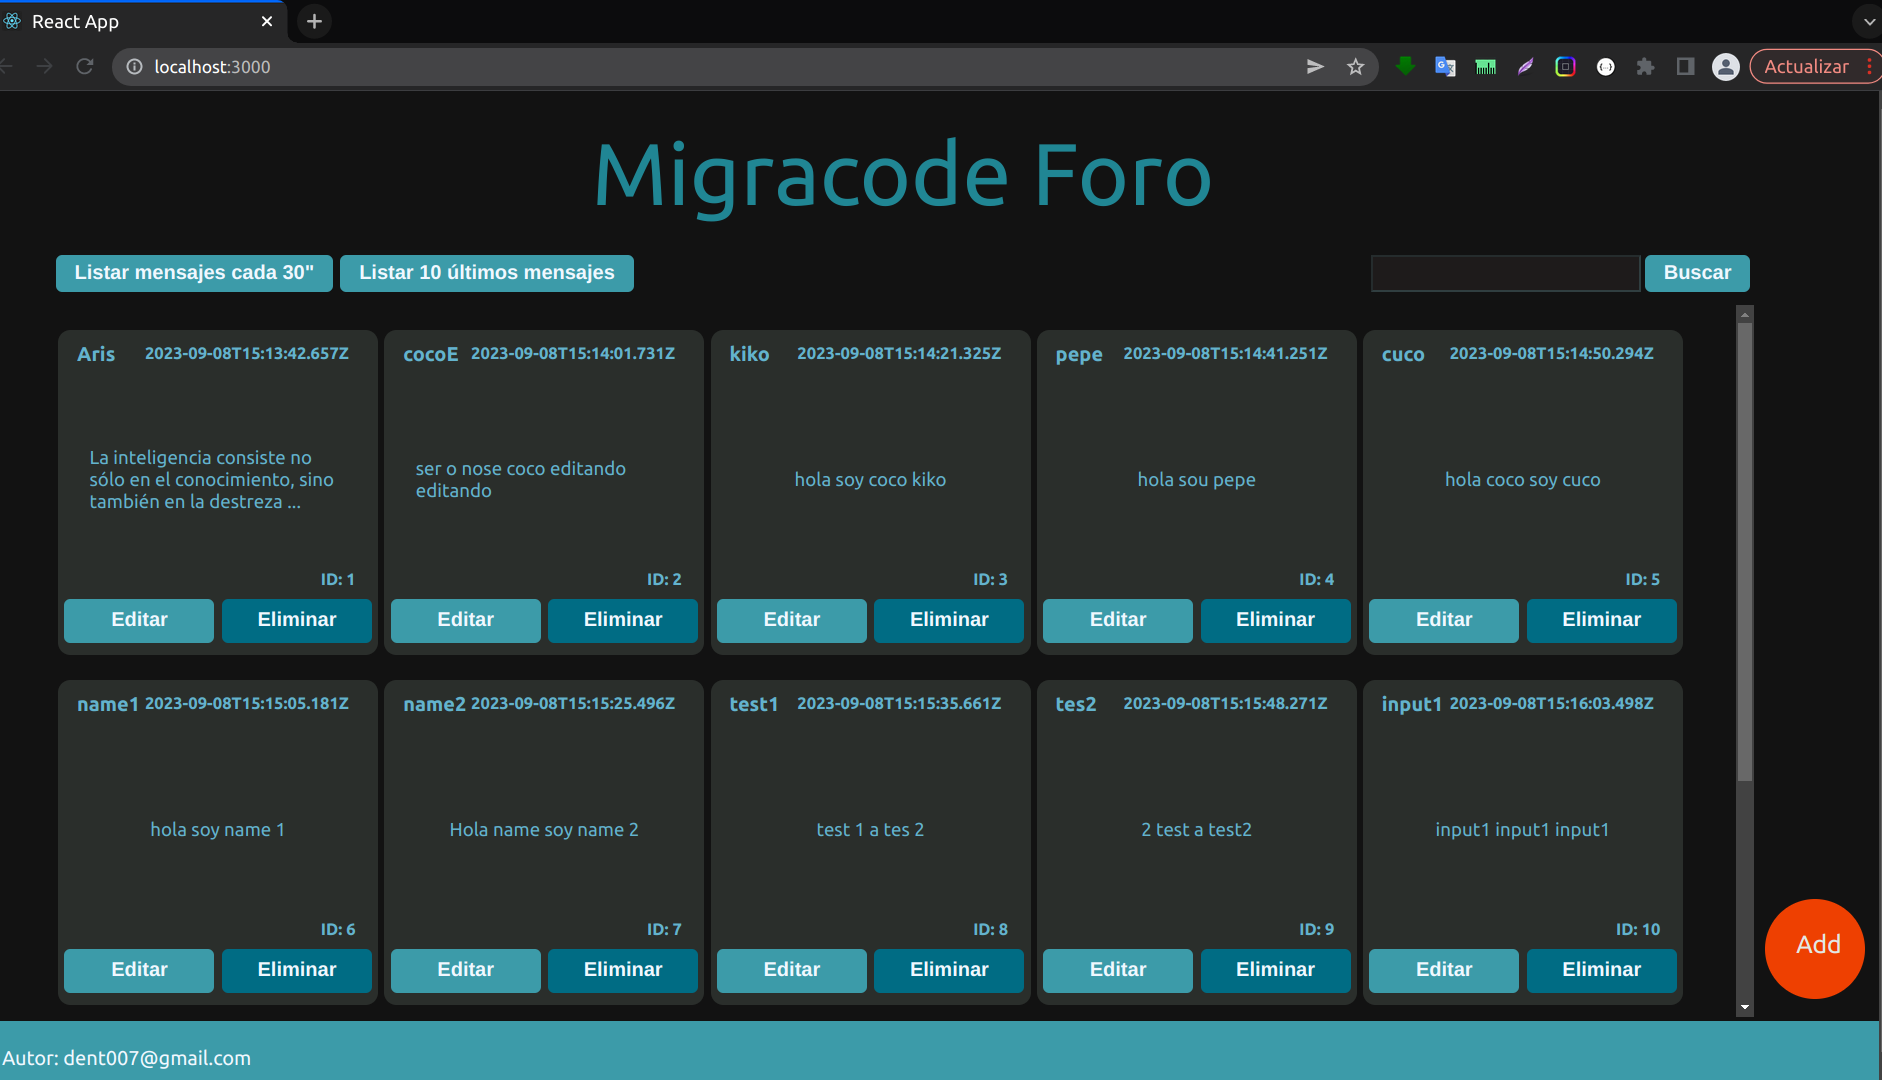 React App
localhost:3000
Actualizar
Migracode Foro
Listar mensajes cada 30"
Listar 10 últimos mensajes
Buscar
Aris 2023-09-08T15:13:42.657Z
La inteligencia consiste no
sólo en el conocimiento, sino
también en la destreza ...
ID: 1
Editar
Eliminar
cocoE 2023-09-08T15:14:01.731Z
ser o nose coco editando
editando
ID: 2
Editar
Eliminar
kiko 2023-09-08T15:14:21.325Z
hola soy coco kiko
ID: 3
Editar
Eliminar
pepe 2023-09-08T15:14:41.251Z
hola sou pepe
ID: 4
Editar
Eliminar
cuco 2023-09-08T15:14:50.294Z
hola coco soy cuco
ID: 5
Editar
Eliminar
name1 2023-09-08T15:15:05.181Z
hola soy name 1
ID: 6
Editar
Eliminar
name2 2023-09-08T15:15:25.496Z
Hola name soy name 2
ID: 7
Editar
Eliminar
test1 2023-09-08T15:15:35.661Z
test 1 a tes 2
ID: 8
Editar
Eliminar
tes2 2023-09-08T15:15:48.271Z
2 test a test2
ID: 9
Editar
Eliminar
input1 2023-09-08T15:16:03.498Z
input1 input1 input1
ID: 10
Editar
Eliminar
Add
Autor: dent007@gmail.com